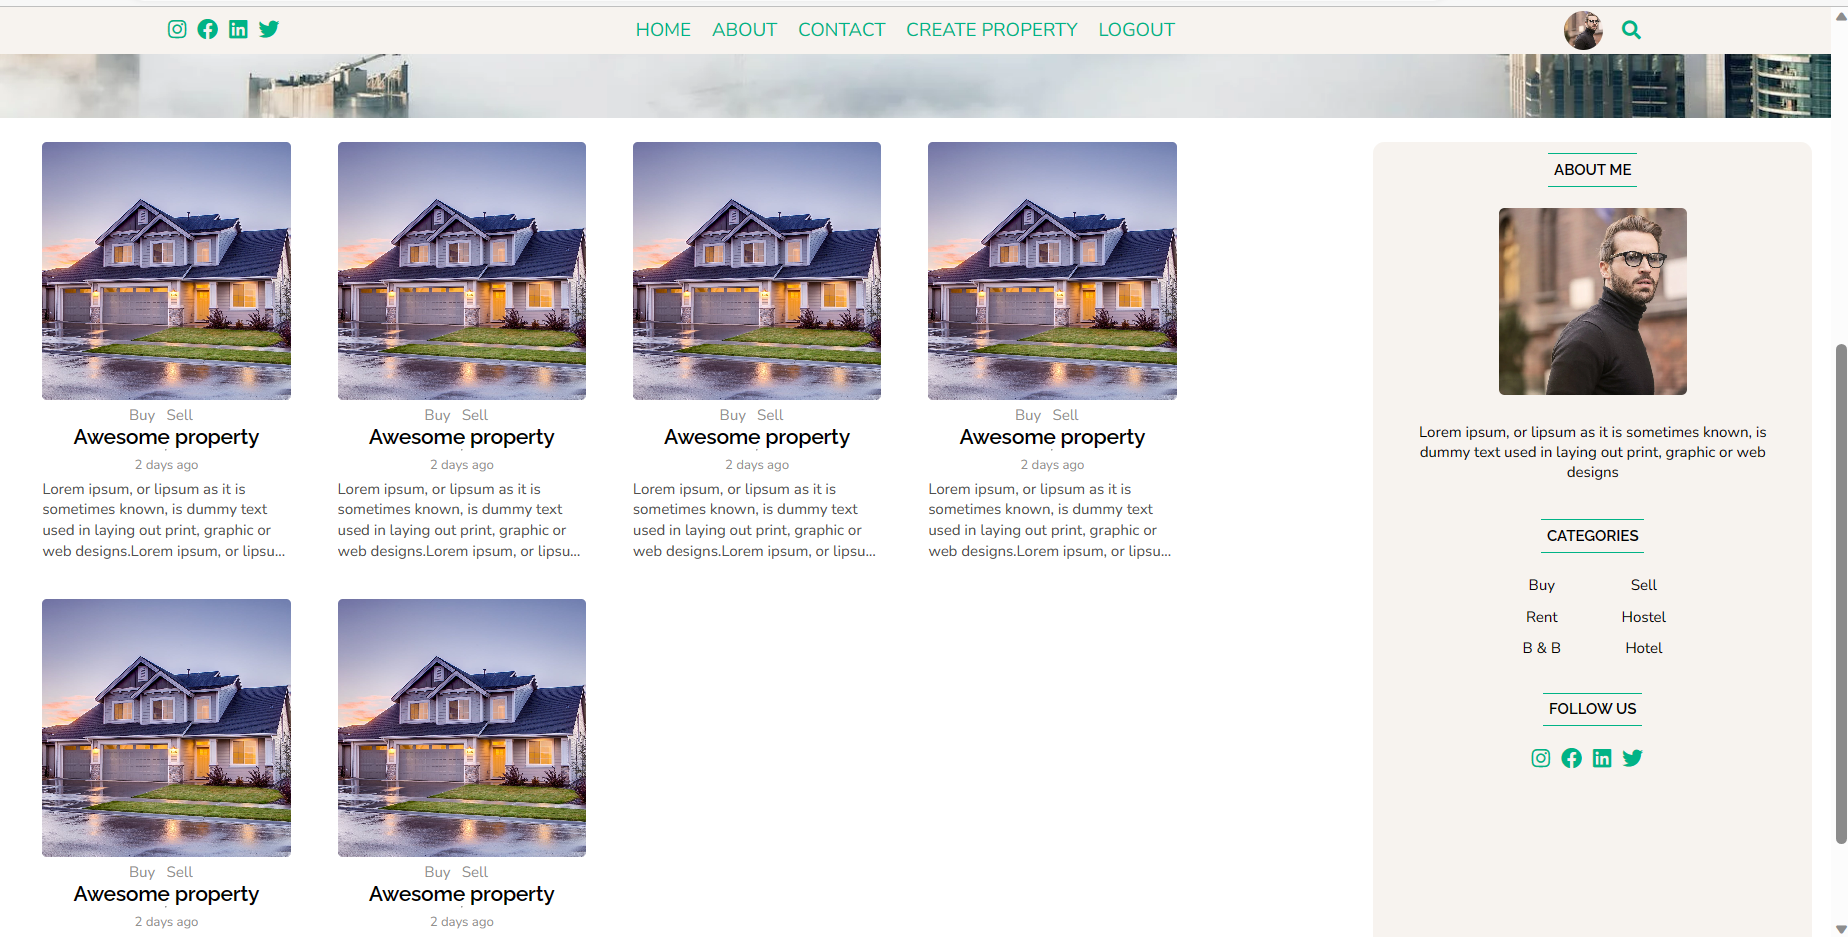 HOME ABOUT CONTACT CREATE PROPERTY LOGOUT
Buy Sell
Awesome property
2 days ago
Lorem ipsum, or lipsum as it is
sometimes known, is dummy text
used in laying out print, graphic or
web designs.Lorem ipsum, or lipsu...
Buy Sell
Awesome property
2 days ago
Lorem ipsum, or lipsum as it is
sometimes known, is dummy text
used in laying out print, graphic or
web designs.Lorem ipsum, or lipsu...
Buy Sell
Awesome property
2 days ago
Lorem ipsum, or lipsum as it is
sometimes known, is dummy text
used in laying out print, graphic or
web designs.Lorem ipsum, or lipsu...
Buy Sell
Awesome property
2 days ago
Lorem ipsum, or lipsum as it is
sometimes known, is dummy text
used in laying out print, graphic or
web designs.Lorem ipsum, or lipsu...
Buy Sell
Awesome property
2 days ago
Buy Sell
Awesome property
2 days ago
ABOUT ME
Lorem ipsum, or lipsum as it is sometimes known, is
dummy text used in laying out print, graphic or web
designs
CATEGORIES
Buy Sell
Rent Hostel
B & B Hotel
FOLLOW US